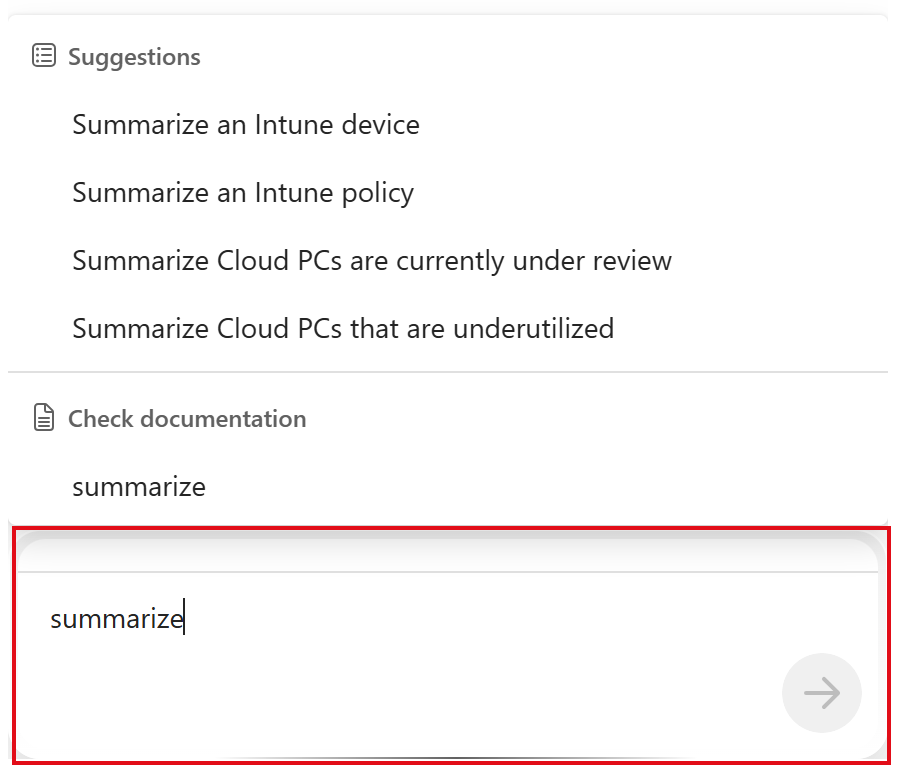 Suggestions
Summarize an Intune device
Summarize an Intune policy
Summarize Cloud PCs are currently under review
Summarize Cloud PCs that are underutilized
Check documentation
summarize
summarize